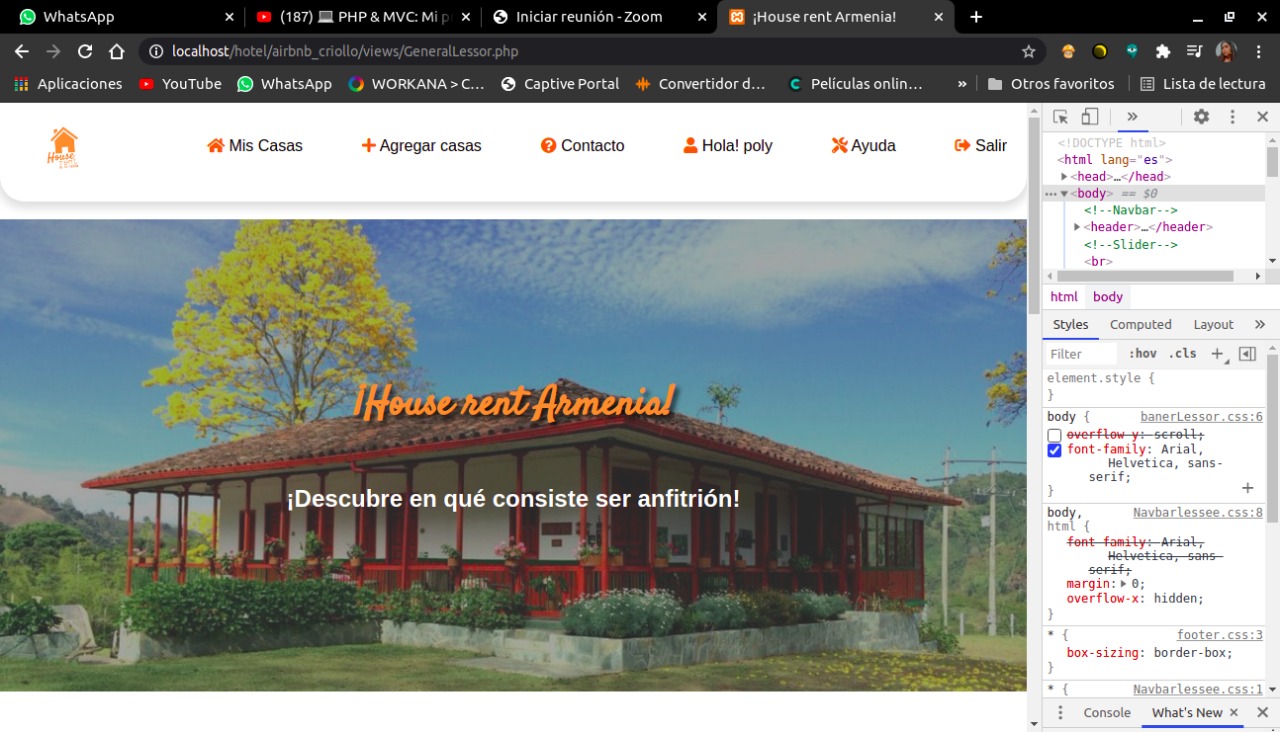 WhatsApp
(187) 💻 PHP & MVC: Mi p
Iniciar reunión - Zoom
¡House rent Armenia!
localhost/hotel/airbnb_criollo/views/GeneralLessor.php
Aplicaciones
YouTube
WhatsApp
WORKANA > C…
Captive Portal
Convertidor d…
Películas onlin…
»
Otros favoritos
Lista de lectura
House
Mis Casas
Agregar casas
Contacto
Hola! poly
Ayuda
Salir
¡House rent Armenia!
¡Descubre en qué consiste ser anfitrión!
»
<!DOCTYPE html>
<html lang="es">
<head>…</head>
<body> == $0
<!--Navbar-->
<header>…</header>
<!--Slider-->
<br>
html body
Styles Computed Layout »
Filter :hov .cls +
element.style {
}
body { banerLessor.css:6
overflow-y: scroll;
font-family: Arial,
Helvetica, sans-
serif;
}
body, Navbarlessee.css:8
html {
font-family: Arial,
Helvetica, sans-
serif;
margin: 0;
overflow-x: hidden;
}
* { footer.css:3
box-sizing: border-box;
}
* { Navbarlessee.css:1
Console What's New